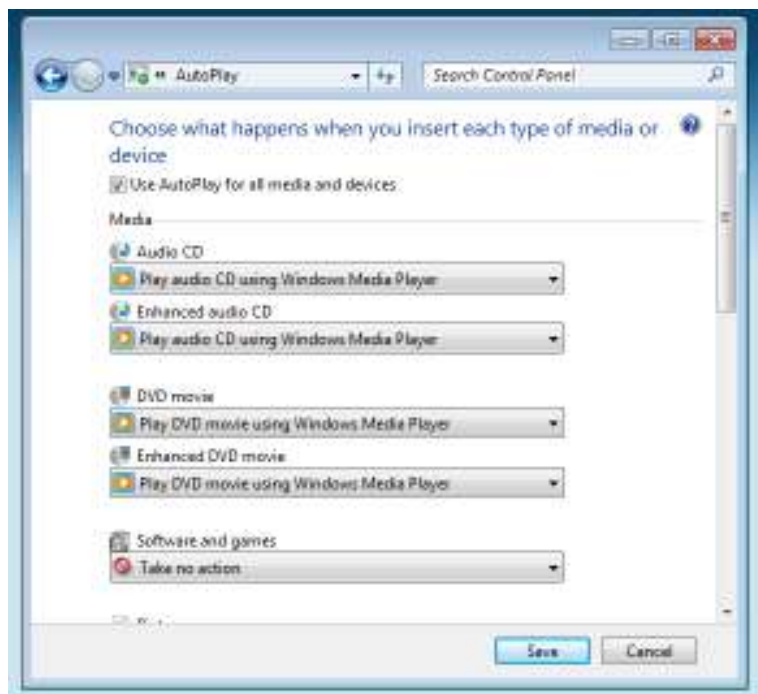 AutoPlay
Search Control Panel
Choose what happens when you insert each type of media or
device
Use AutoPlay for all media and devices
Media
Audio CD
Play audio CD using Windows Media Player
Enhanced audio CD
Play audio CD using Windows Media Player
DVD movie
Play DVD movie using Windows Media Player
Enhanced DVD movie
Play DVD movie using Windows Media Player
Software and games
Take no action
Save
Cancel